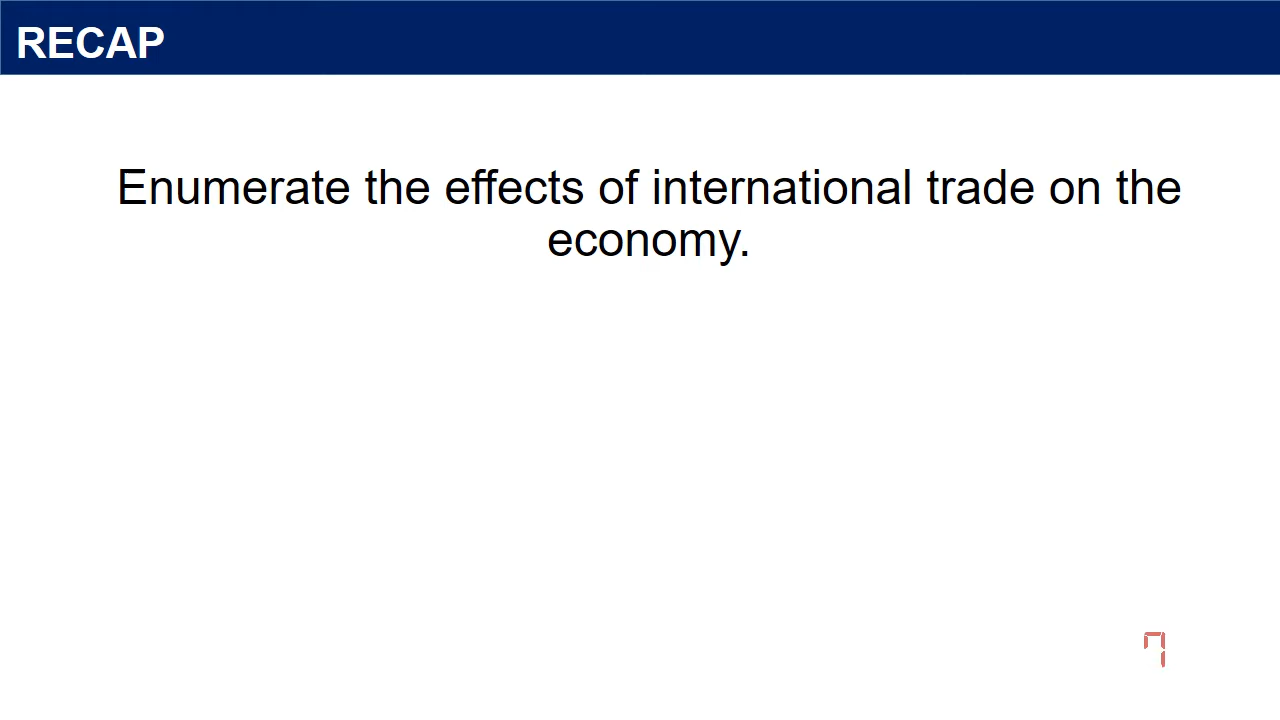 RECAP
Enumerate the effects of international trade on the
economy.
7